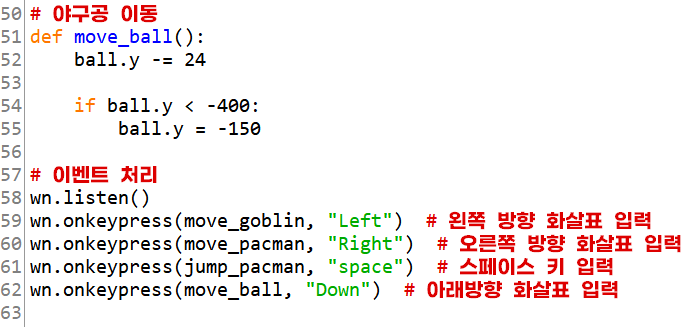 50 # 야구공 이동
51 def move_ball():
52     ball.y -= 24
53
54     if ball.y < -400:
55         ball.y = -150
56
57 # 이벤트 처리
58 wn.listen()
59 wn.onkeypress(move_goblin, "Left")  # 왼쪽 방향 화살표 입력
60 wn.onkeypress(move_pacman, "Right")  # 오른쪽 방향 화살표 입력
61 wn.onkeypress(jump_pacman, "space")  # 스페이스 키 입력
62 wn.onkeypress(move_ball, "Down")  # 아래방향 화살표 입력
63